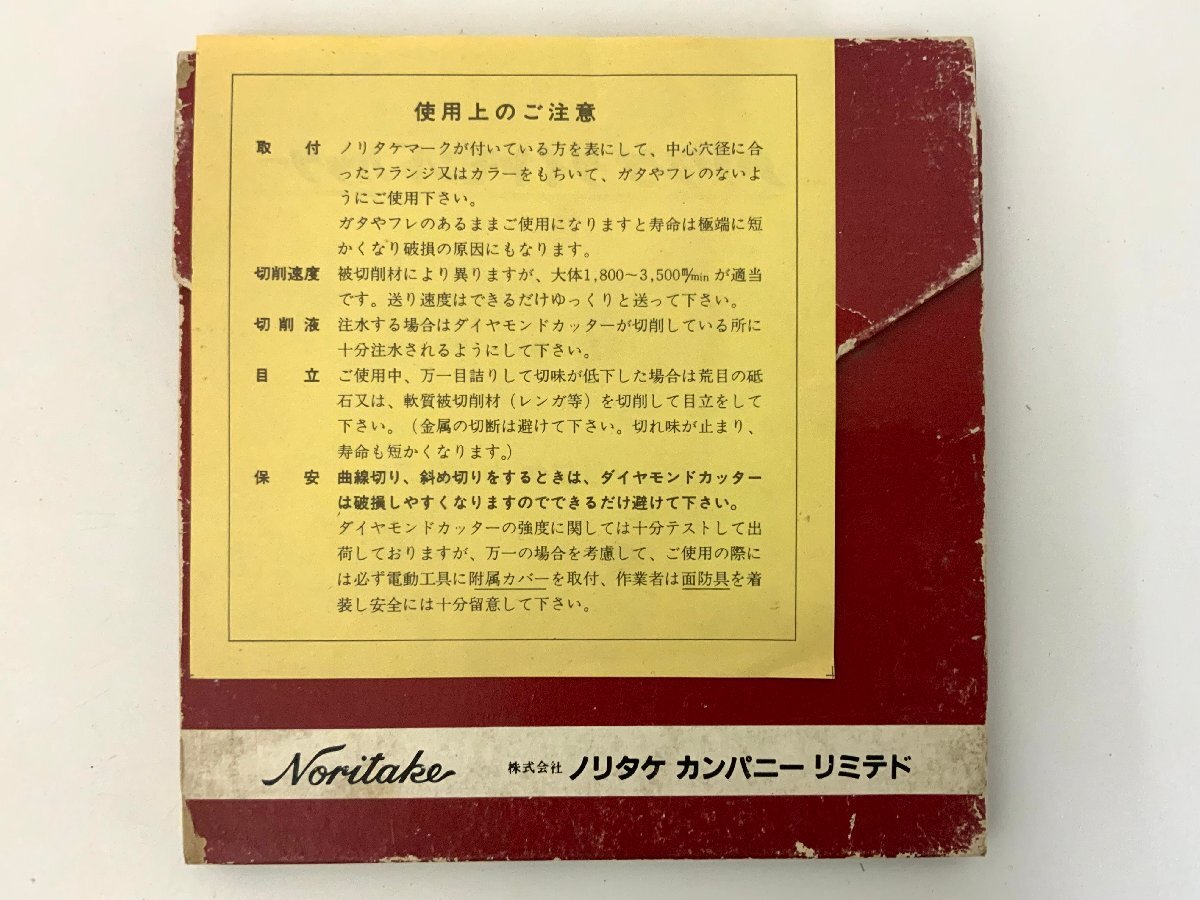 使用上のご注意
取付 ノリタケマークが付いている方を表にして、中心穴径に合
ったフランジ又はカラーをもちいて、ガタやフレのないよ
うにご使用下さい。
ガタやフレのあるままご使用になりますと寿命は極端に短
かくなり破損の原因にもなります。
切削速度 被切削材により異りますが、大体1,800~3,500m/minが適当
です。送り速度はできるだけゆっくりと送って下さい。
切削液 注水する場合はダイヤモンドカッターが切削している所に
十分注水されるようにして下さい。
目立 ご使用中、万一目詰りして切味が低下した場合は荒目の砥
石又は、軟質被切削材(レンガ等)を切削して目立をして
下さい。(金属の切断は避けて下さい。切れ味が止まり、
寿命も短かくなります。)
保安 曲線切り、斜め切りをするときは、ダイヤモンドカッター
は破損しやすくなりますのでできるだけ避けて下さい。
ダイヤモンドカッターの強度に関しては十分テストして出
荷しておりますが、万一の場合を考慮して、ご使用の際に
は必ず電動工具に附属カバーを取付、作業者は面防具を着
装し安全には十分留意して下さい。
Noritake 株式会社 ノリタケ カンパニー リミテド